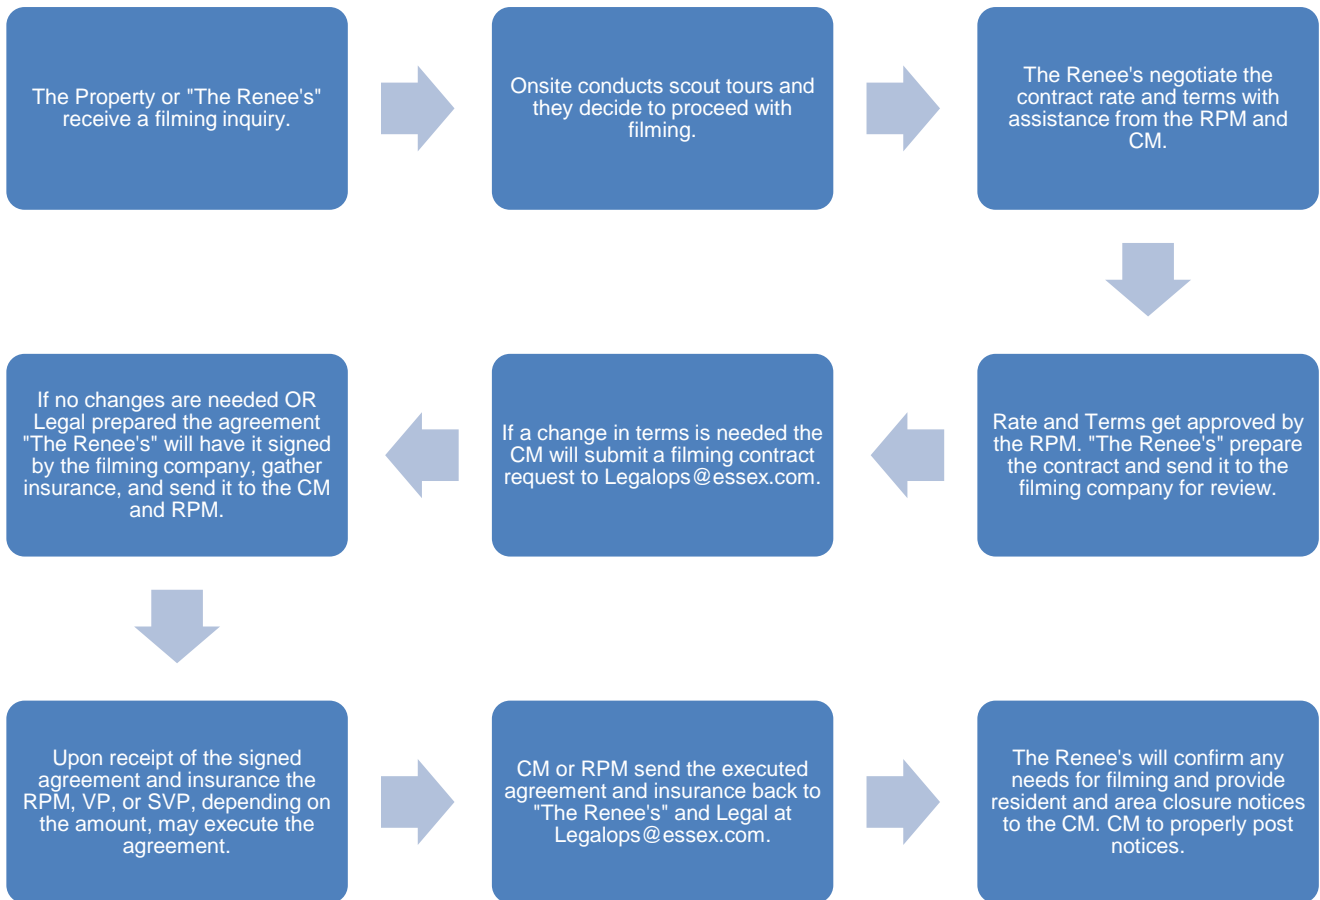 The Property or "The Renee's"
receive a filming inquiry.
Onsite conducts scout tours and
they decide to proceed with
filming.
The Renee's negotiate the
contract rate and terms with
assistance from the RPM and
CM.
Rate and Terms get approved by
the RPM. "The Renee's" prepare
the contract and send it to the
filming company for review.
If a change in terms is needed the
CM will submit a filming contract
request to Legalops@essex.com.
If no changes are needed OR
Legal prepared the agreement
"The Renee's" will have it signed
by the filming company, gather
insurance, and send it to the CM
and RPM.
Upon receipt of the signed
agreement and insurance the
RPM, VP, or SVP, depending on
the amount, may execute the
agreement.
CM or RPM send the executed
agreement and insurance back to
"The Renee's" and Legal at
Legalops@essex.com.
The Renee's will confirm any
needs for filming and provide
resident and area closure notices
to the CM. CM to properly post
notices.